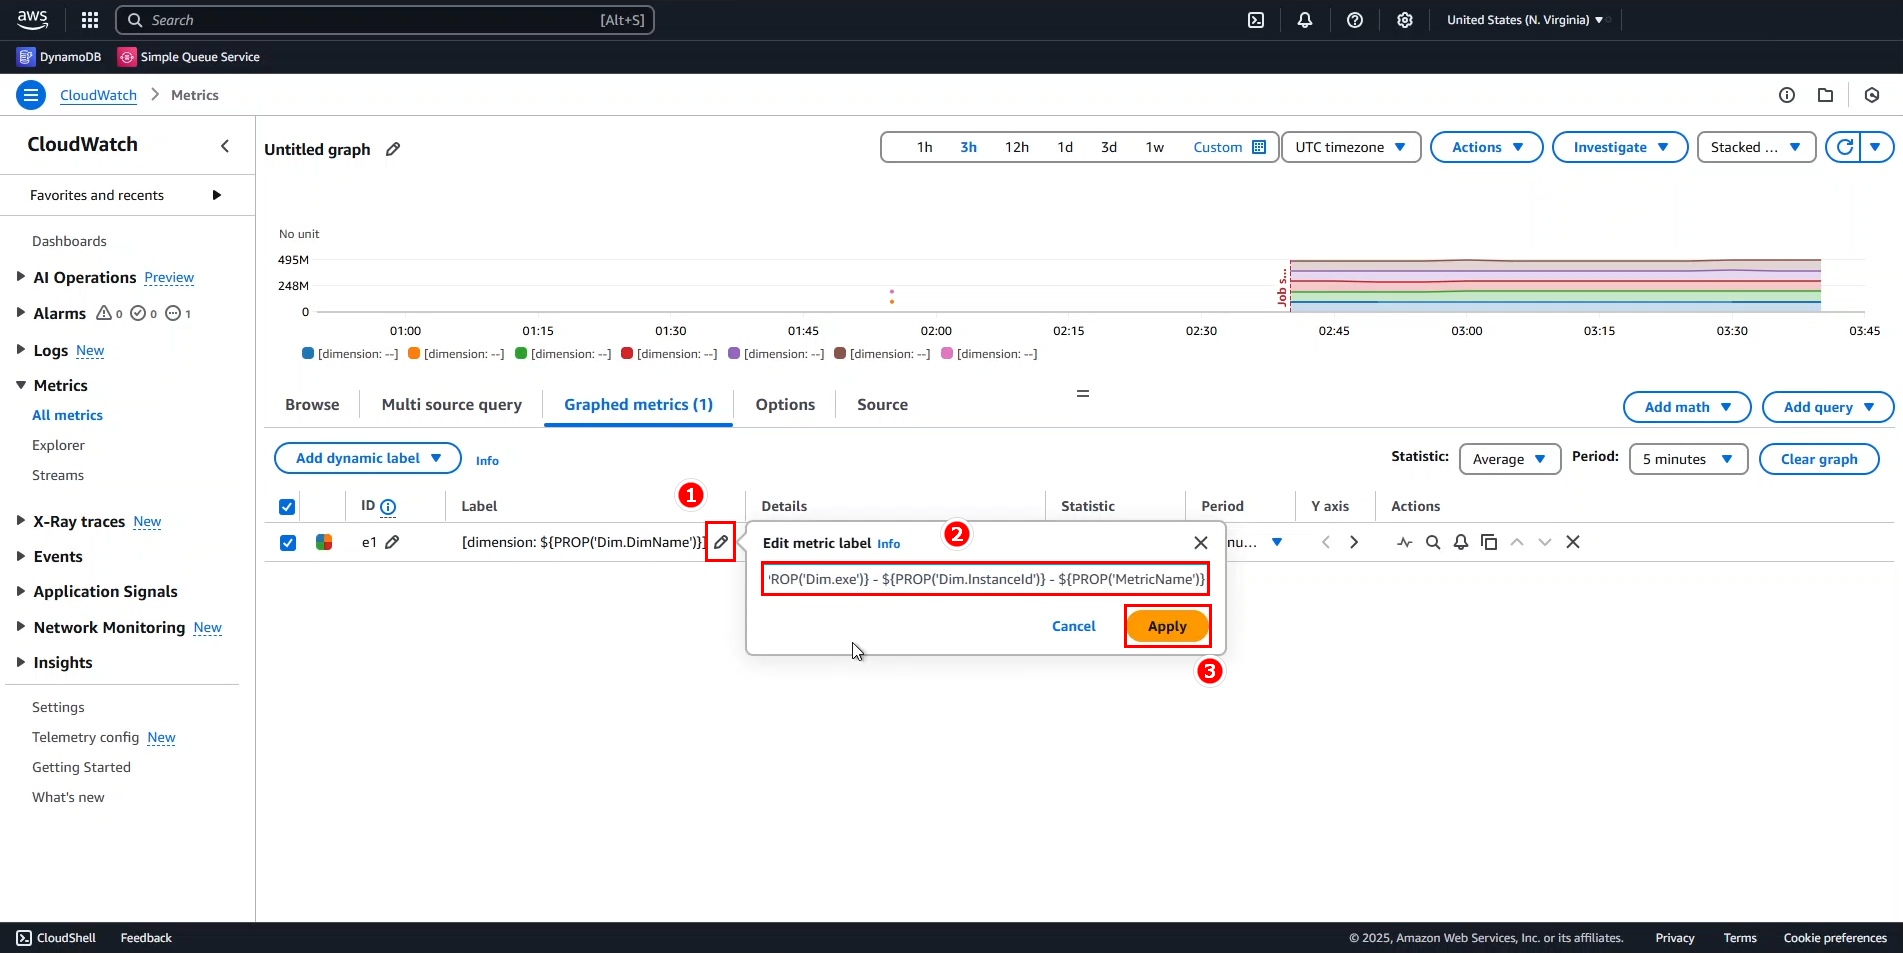 aws
Search [Alt+S]
United States (N. Virginia)
DynamoDB Simple Queue Service
CloudWatch Metrics
CloudWatch
Favorites and recents
Dashboards
AI Operations Preview
Alarms 0 0 1
Logs New
Metrics
All metrics
Explorer
Streams
X-Ray traces New
Events
Application Signals
Network Monitoring New
Insights
Settings
Telemetry config New
Getting Started
What's new
Untitled graph
1h 3h 12h 1d 3d 1w Custom UTC timezone Actions Investigate Stacked ...
No unit
495M
248M
0
Job s...
01:00 01:15 01:30 01:45 02:00 02:15 02:30 02:45 03:00 03:15 03:30 03:45
[dimension: --] [dimension: --] [dimension: --] [dimension: --] [dimension: --] [dimension: --] [dimension: --]
Browse Multi source query Graphed metrics (1) Options Source
Add math Add query
Add dynamic label Info
Statistic: Average Period: 5 minutes Clear graph
ID Label Details Statistic Period Y axis Actions
1
e1 [dimension: ${PROP('Dim.DimName')}]
nu...
2
Edit metric label Info
'ROP('Dim.exe')} - ${PROP('Dim.InstanceId')} - ${PROP('MetricName')}
Cancel Apply
3
CloudShell Feedback
© 2025, Amazon Web Services, Inc. or its affiliates. Privacy Terms Cookie preferences